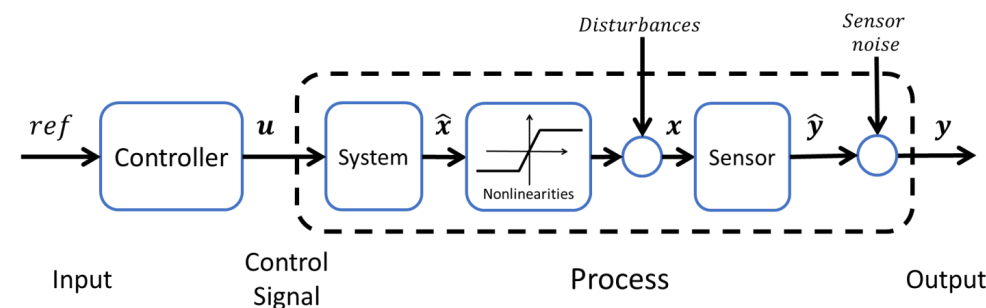 Disturbances
Sensor
noise
ref
Controller
u
System
x̂
Nonlinearities
x
Sensor
ŷ
y
Input
Control
Signal
Process
Output